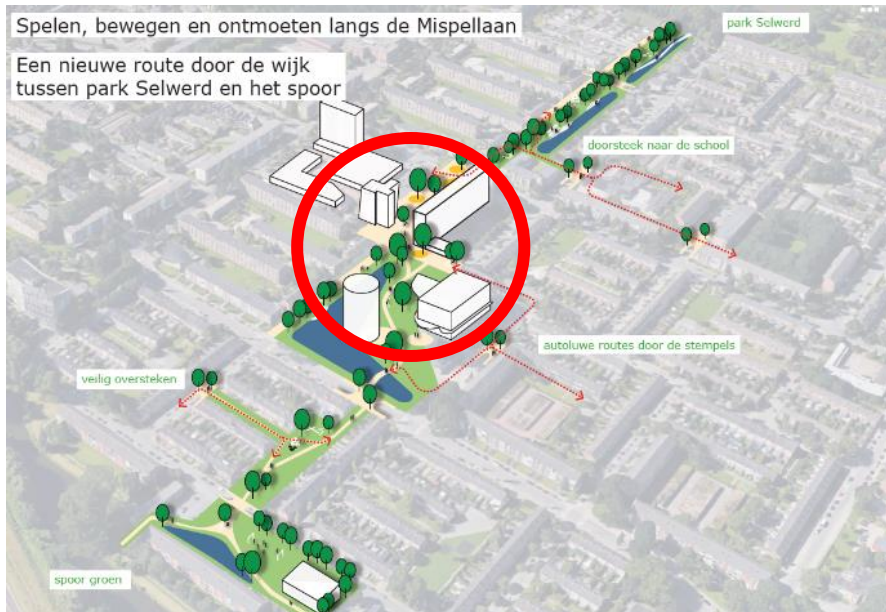 Spelen, bewegen en ontmoeten langs de Mispellaan
Een nieuwe route door de wijk
tussen park Selwerd en het spoor
park Selwerd
doorsteek naar de school
autoluwe routes door de stempels
veilig oversteken
spoor groen